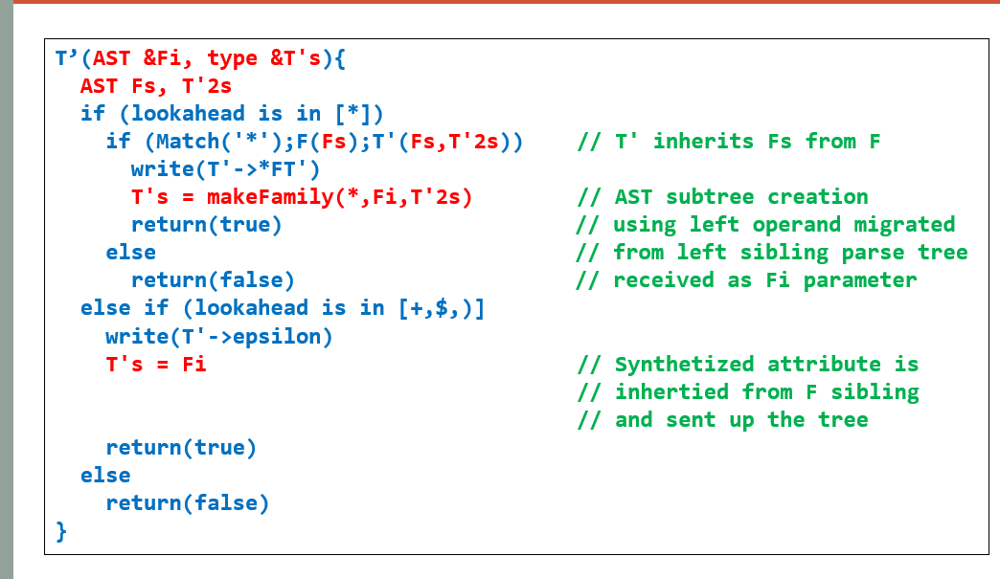 T’(AST &Fi, type &T's){
AST Fs, T'2s
if (lookahead is in [*])
if (Match('*');F(Fs);T'(Fs,T'2s)) // T' inherits Fs from F
write(T'->*FT')
T's = makeFamily(*,Fi,T'2s) // AST subtree creation
return(true) // using left operand migrated
else // from left sibling parse tree
return(false) // received as Fi parameter
else if (lookahead is in [+,$,)]
write(T'->epsilon)
T's = Fi // Synthetized attribute is
// inhertied from F sibling
// and sent up the tree
return(true)
else
return(false)
}